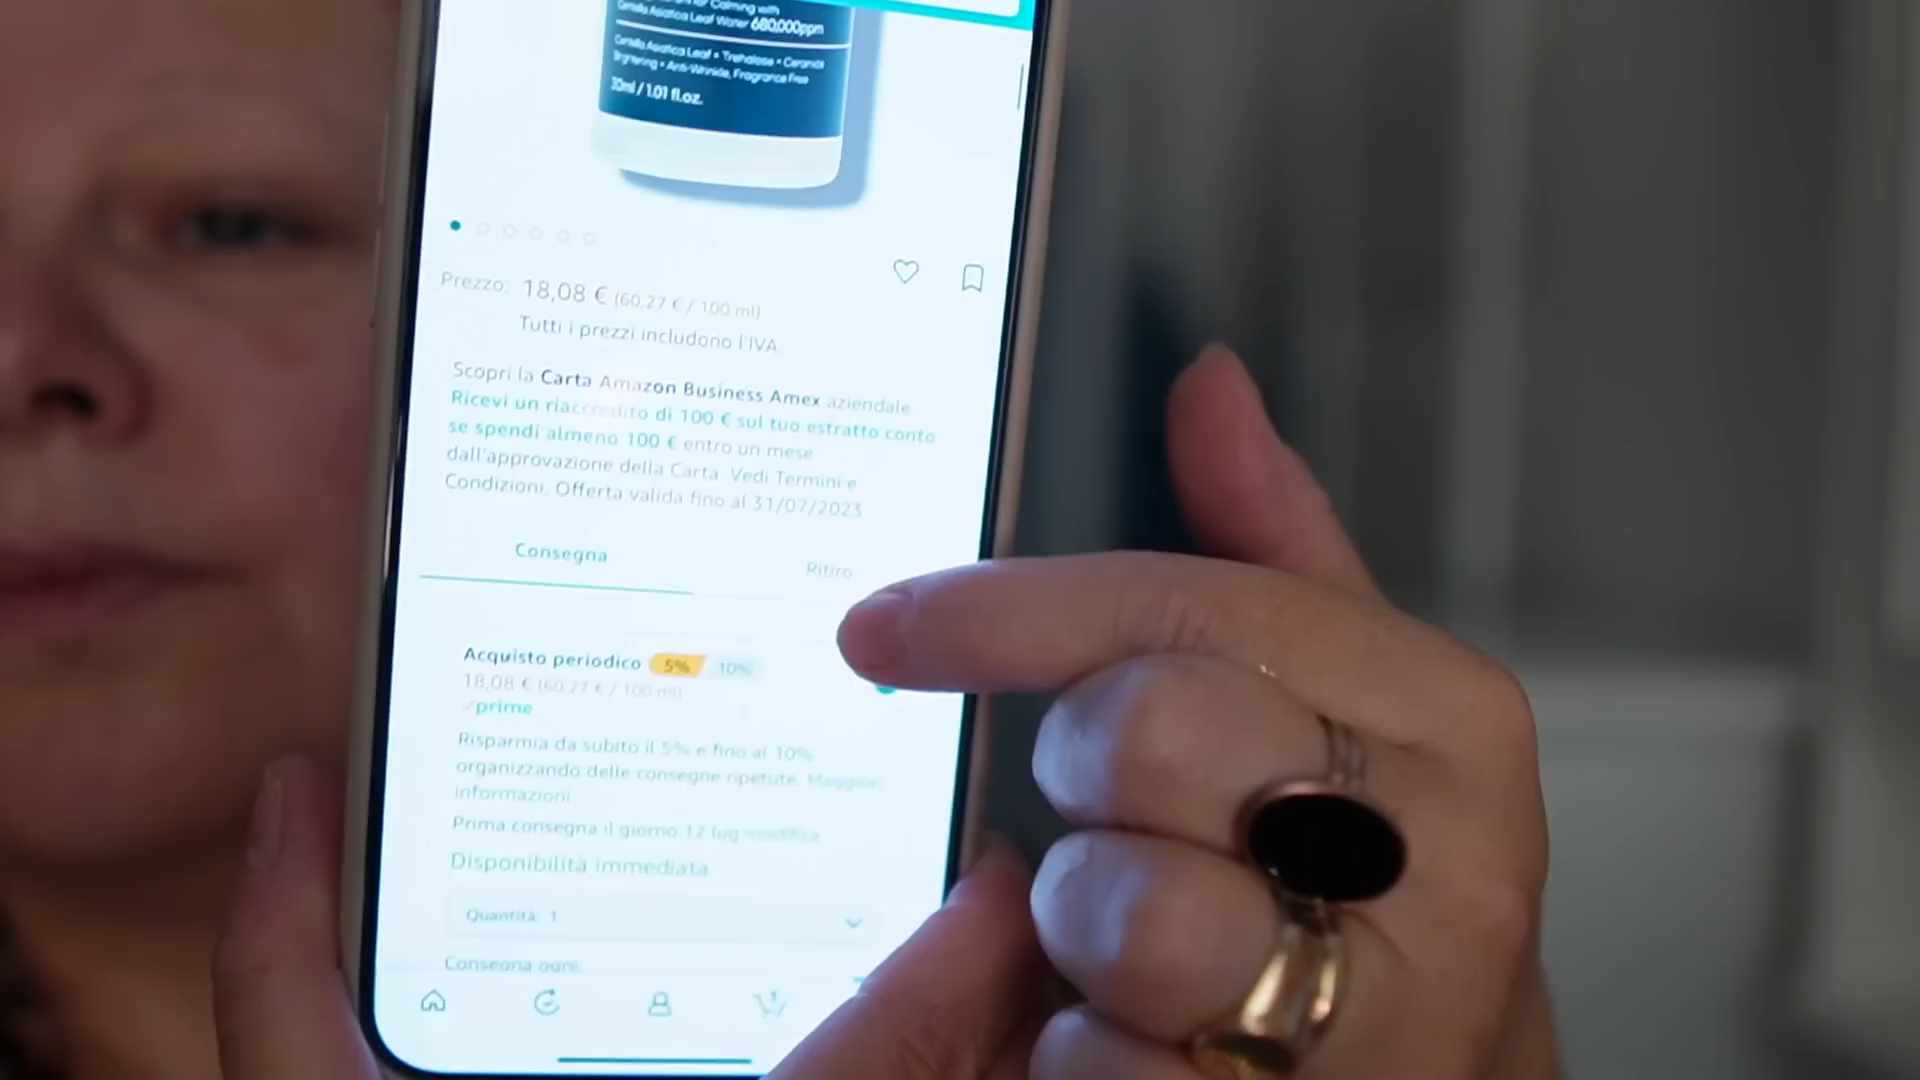 for Calming with
Centella Asiatica Leaf Water 680,000ppm
Centella Asiatica Leaf • Trehalose • Ceramide
Brightening • Anti-Wrinkle, Fragrance Free
30ml / 1.01 fl.oz.
Prezzo: 18,08 € (60,27 € / 100 ml)
Tutti i prezzi includono l'IVA.
Scopri la Carta Amazon Business Amex aziendale.
Ricevi un riaccredito di 100 € sul tuo estratto conto
se spendi almeno 100 € entro un mese
dall'approvazione della Carta. Vedi Termini e
Condizioni. Offerta valida fino al 31/07/2023
Consegna
Ritiro
Acquisto periodico 5% 10%
18,08 € (60,27 € / 100 ml)
prime
Risparmia da subito il 5% e fino al 10%
organizzando delle consegne ripetute. Maggiori
informazioni
Prima consegna il giorno 12 lug modifica
Disponibilità immediata
Quantità: 1
Consegna ogni: